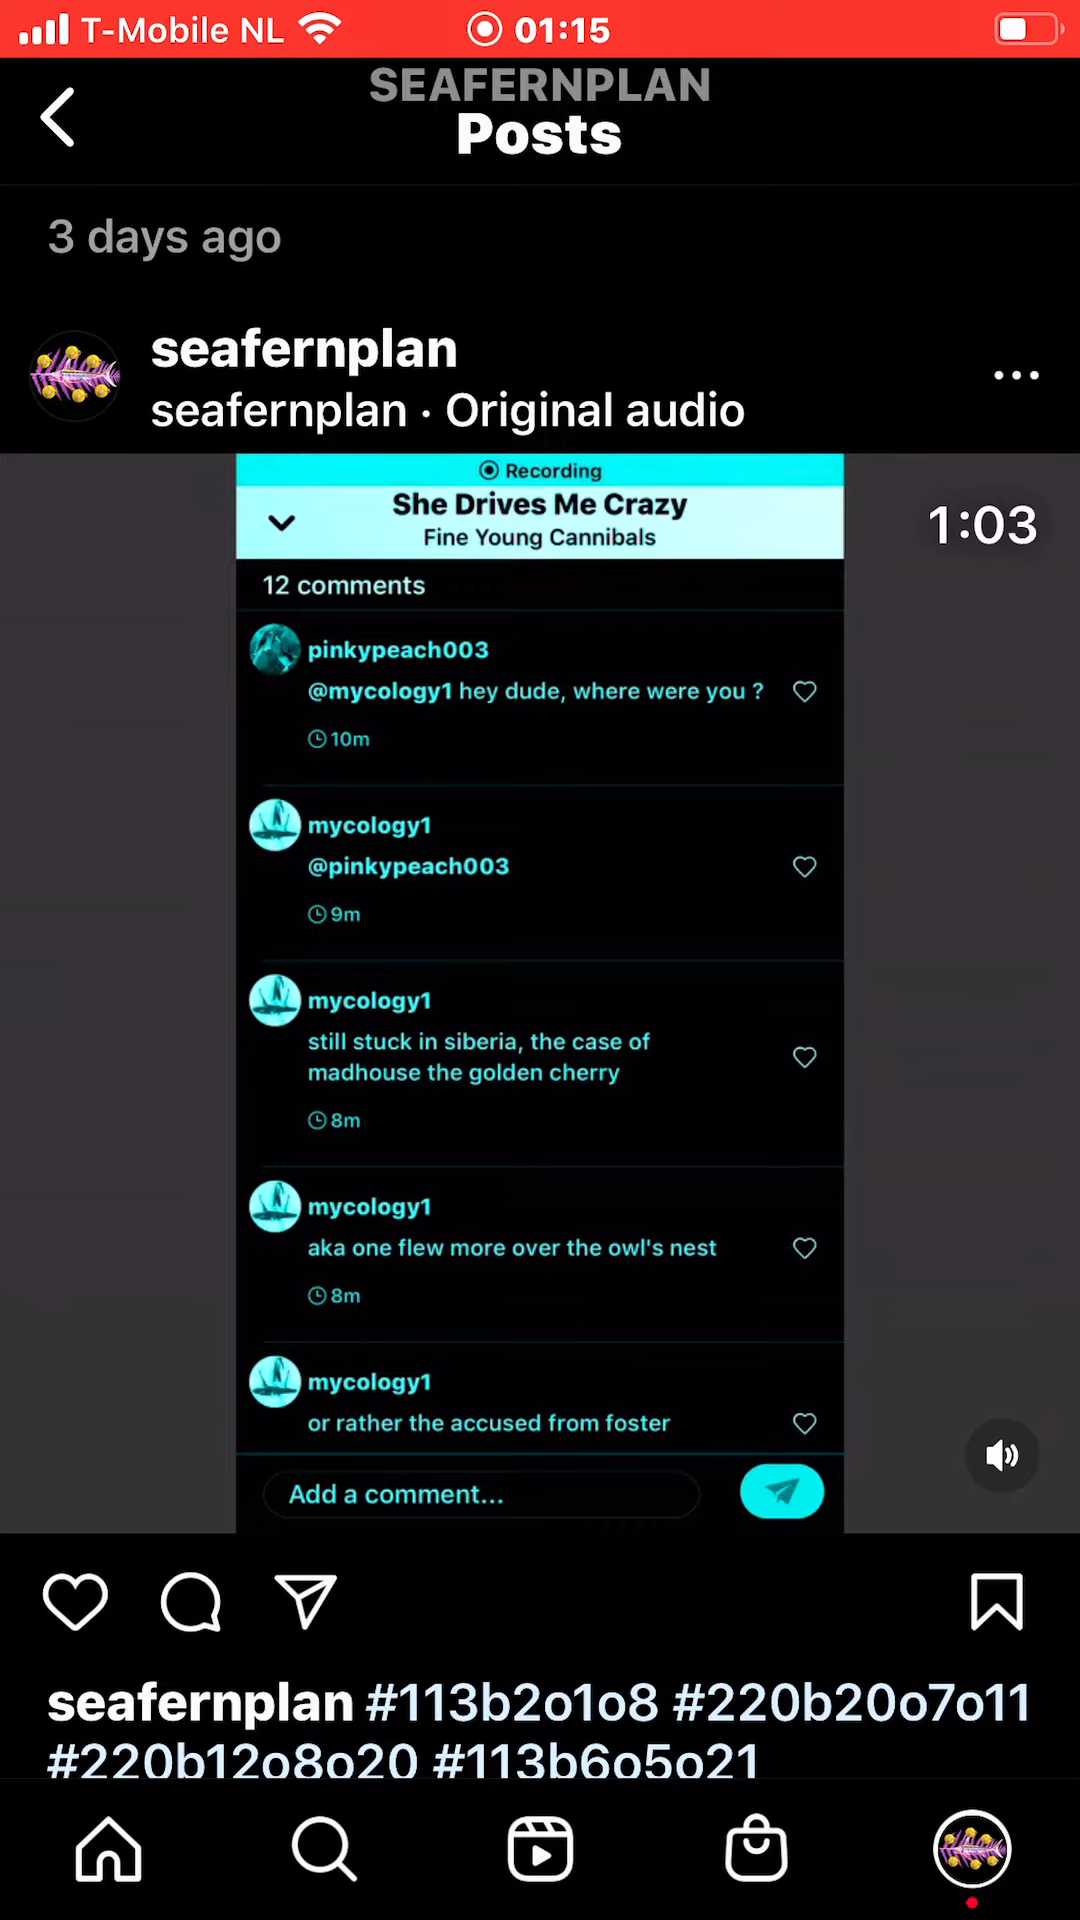 T-Mobile NL 01:15
SEAFERNPLAN
Posts
3 days ago
seafernplan
seafernplan · Original audio
Recording
She Drives Me Crazy
Fine Young Cannibals
1:03
12 comments
pinkypeach003
@mycology1 hey dude, where were you ?
10m
mycology1
@pinkypeach003
9m
mycology1
still stuck in siberia, the case of
madhouse the golden cherry
8m
mycology1
aka one flew more over the owl's nest
8m
mycology1
or rather the accused from foster
Add a comment...
seafernplan #113b2o1o8 #220b20o7o11
#220b12o8o20 #113b6o5o21